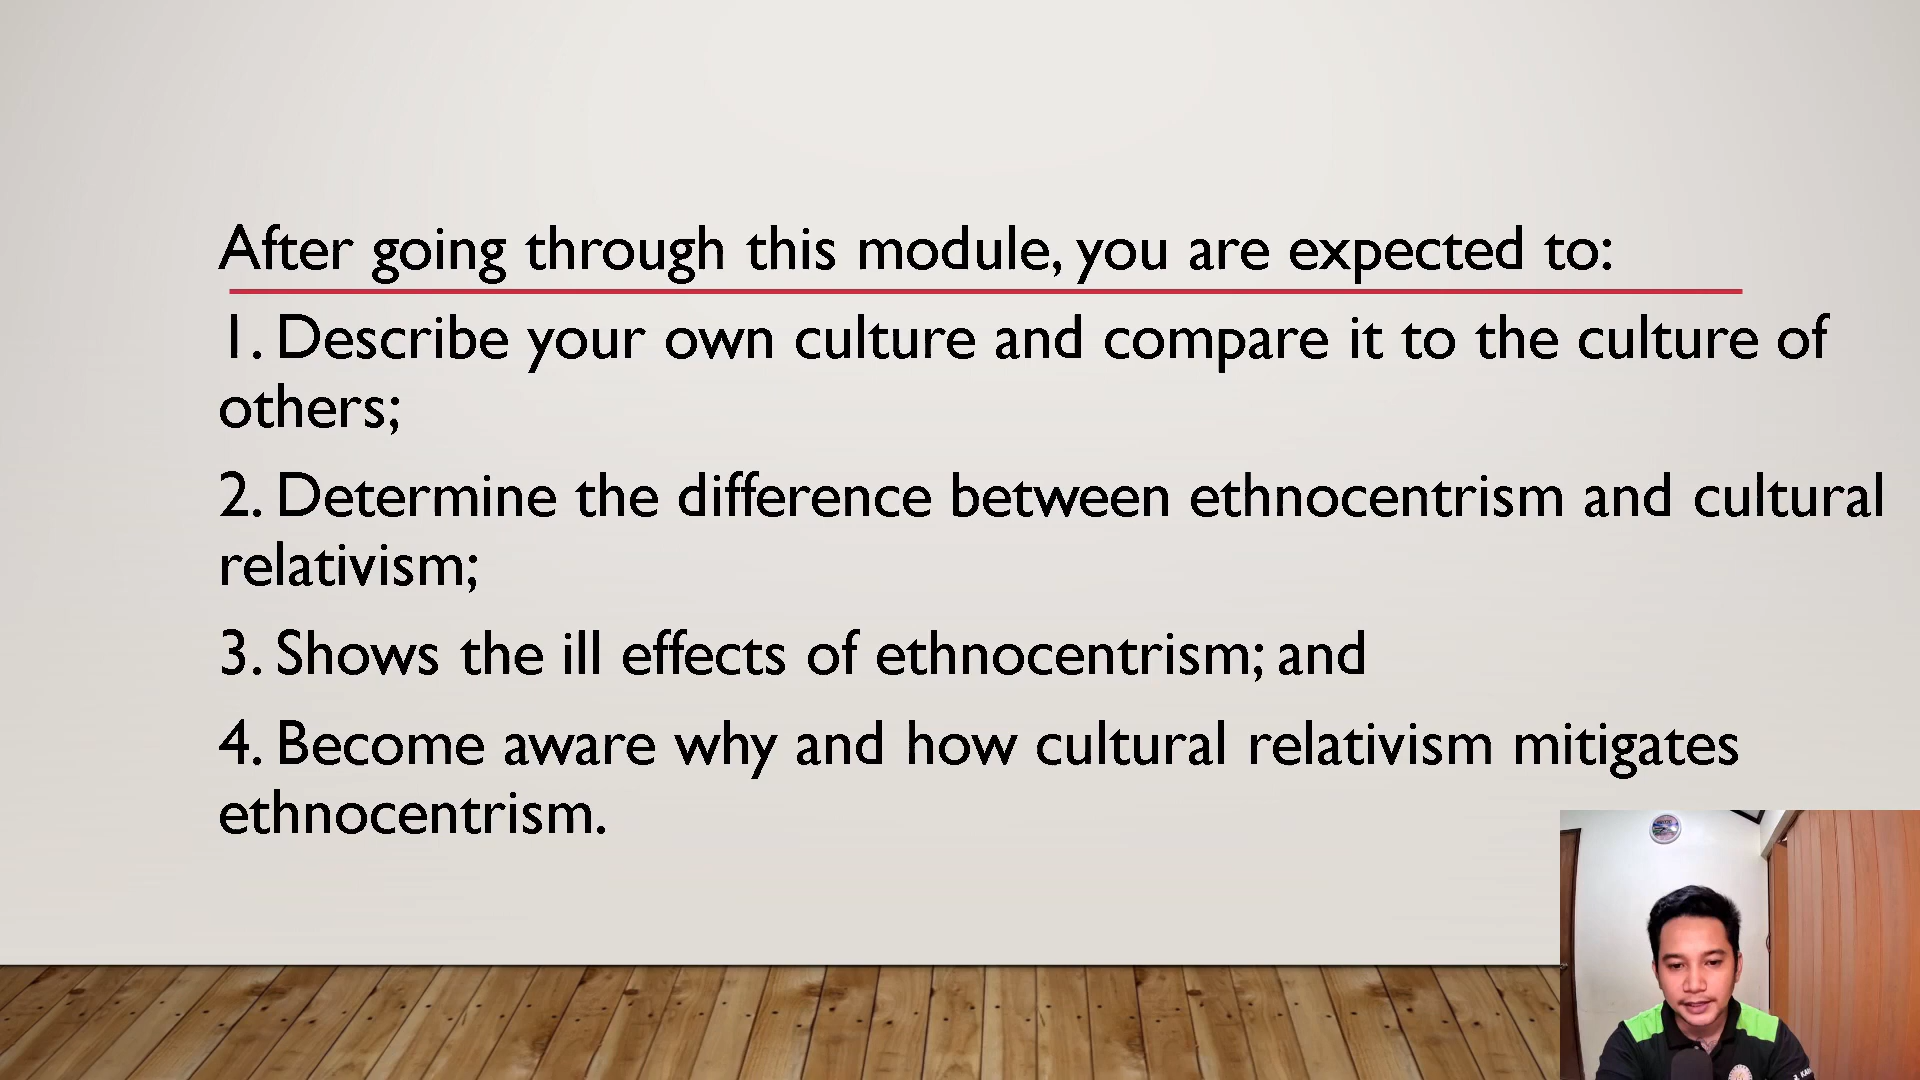 After going through this module, you are expected to:
1. Describe your own culture and compare it to the culture of
others;
2. Determine the difference between ethnocentrism and cultural
relativism;
3. Shows the ill effects of ethnocentrism; and
4. Become aware why and how cultural relativism mitigates
ethnocentrism.